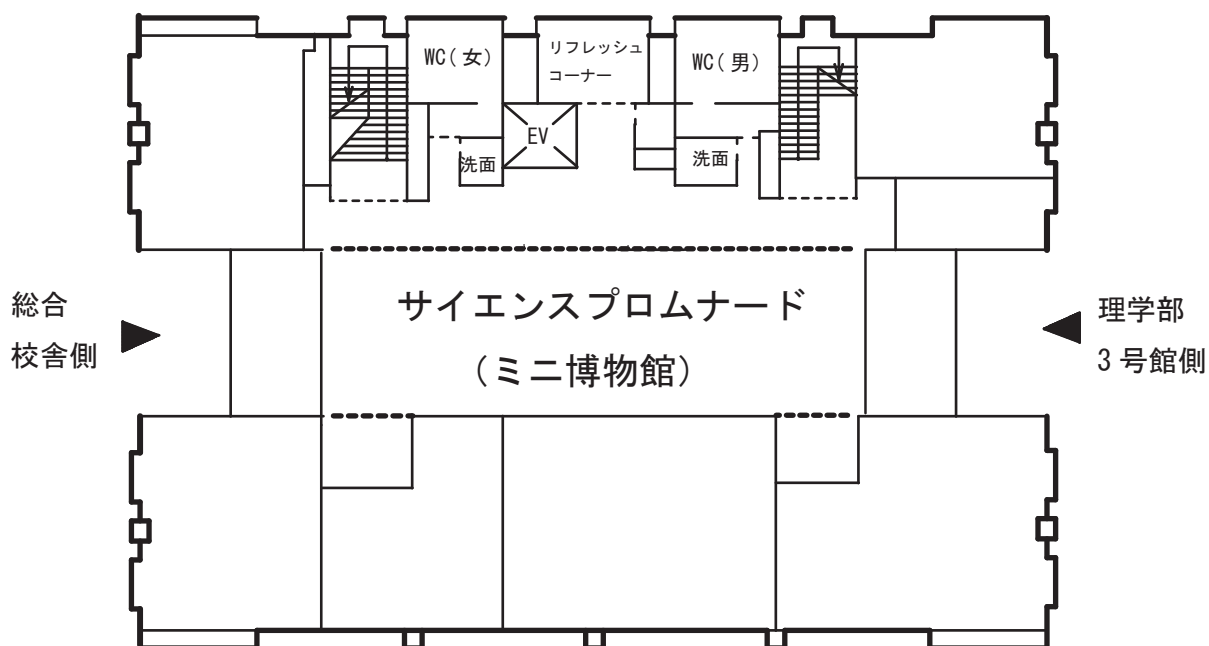 WC(女)
リフレッシュ
コーナー
WC(男)
EV
洗面
洗面
総合
校舎側
サイエンスプロムナード
(ミニ博物館)
理学部
3号館側